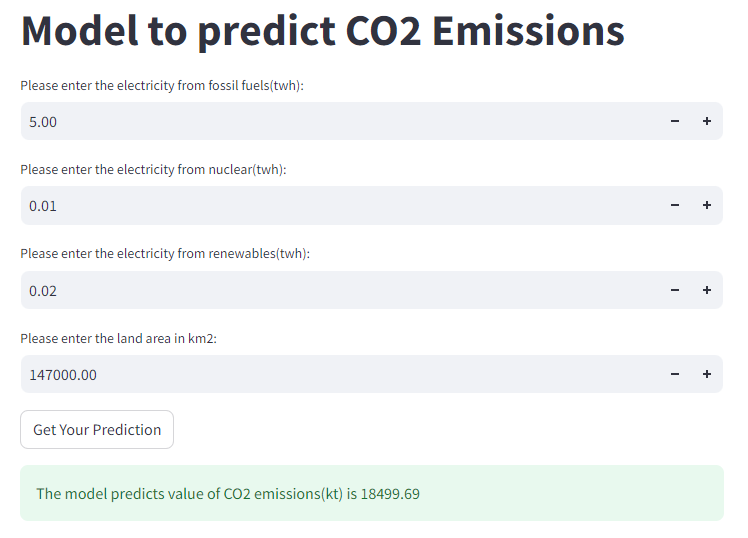 Model to predict CO2 Emissions
Please enter the electricity from fossil fuels(twh):
5.00
Please enter the electricity from nuclear(twh):
0.01
Please enter the electricity from renewables(twh):
0.02
Please enter the land area in km2:
147000.00
Get Your Prediction
The model predicts value of CO2 emissions(kt) is 18499.69